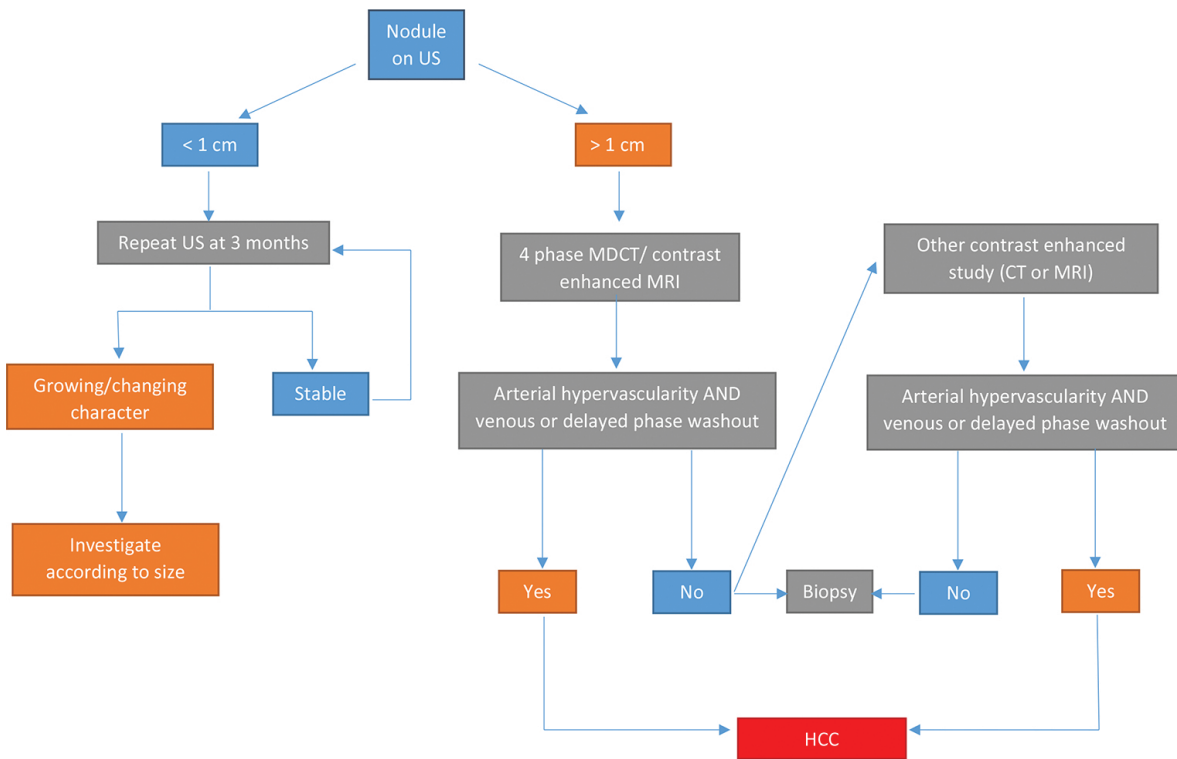 Nodule
on US
< 1 cm
> 1 cm
Repeat US at 3 months
4 phase MDCT/ contrast
enhanced MRI
Other contrast enhanced
study (CT or MRI)
Growing/changing
character
Stable
Arterial hypervascularity AND
venous or delayed phase washout
Arterial hypervascularity AND
venous or delayed phase washout
Investigate
according to size
Yes
No
Biopsy
No
Yes
HCC